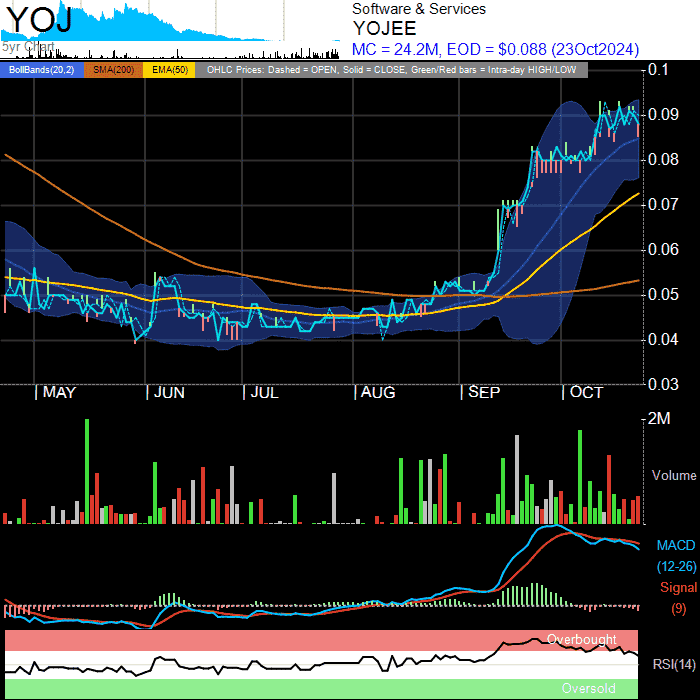 YOJ
5yr Chart
Software & Services
YOJEE
MC = 24.2M, EOD = $0.088 (23Oct2024)
BollBands(20,2) SMA(200) EMA(50) OHLC Prices: Dashed = OPEN, Solid = CLOSE, Green/Red bars = Intra-day HIGH/LOW
0.1
0.09
0.08
0.07
0.06
0.05
0.04
0.03
MAY JUN JUL AUG SEP OCT
2M
Volume
MACD
(12-26)
Signal
(9)
Overbought
RSI(14)
Oversold